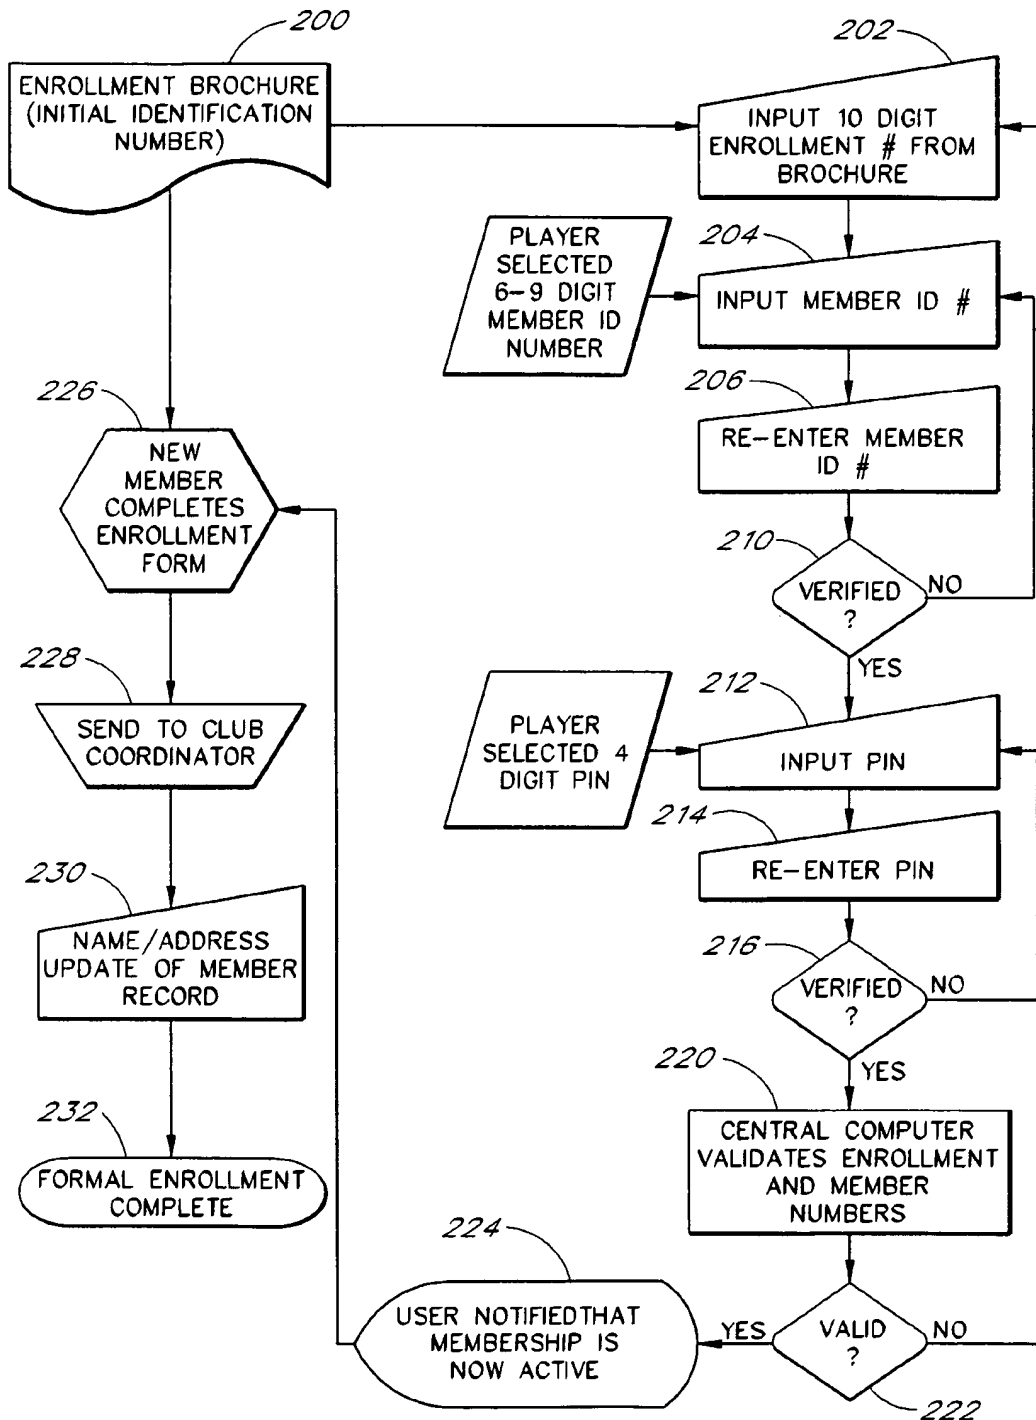 200
ENROLLMENT BROCHURE
(INITIAL IDENTIFICATION
NUMBER)
202
INPUT 10 DIGIT
ENROLLMENT # FROM
BROCHURE
PLAYER
SELECTED
6-9 DIGIT
MEMBER ID
NUMBER
204
INPUT MEMBER ID #
206
RE-ENTER MEMBER
ID #
210
VERIFIED
?
NO
YES
226
NEW
MEMBER
COMPLETES
ENROLLMENT
FORM
228
SEND TO CLUB
COORDINATOR
230
NAME/ADDRESS
UPDATE OF MEMBER
RECORD
232
FORMAL ENROLLMENT
COMPLETE
PLAYER
SELECTED 4
DIGIT PIN
212
INPUT PIN
214
RE-ENTER PIN
216
VERIFIED
?
NO
YES
220
CENTRAL COMPUTER
VALIDATES ENROLLMENT
AND MEMBER
NUMBERS
224
USER NOTIFIEDTHAT
MEMBERSHIP IS
NOW ACTIVE
YES
VALID
?
NO
222